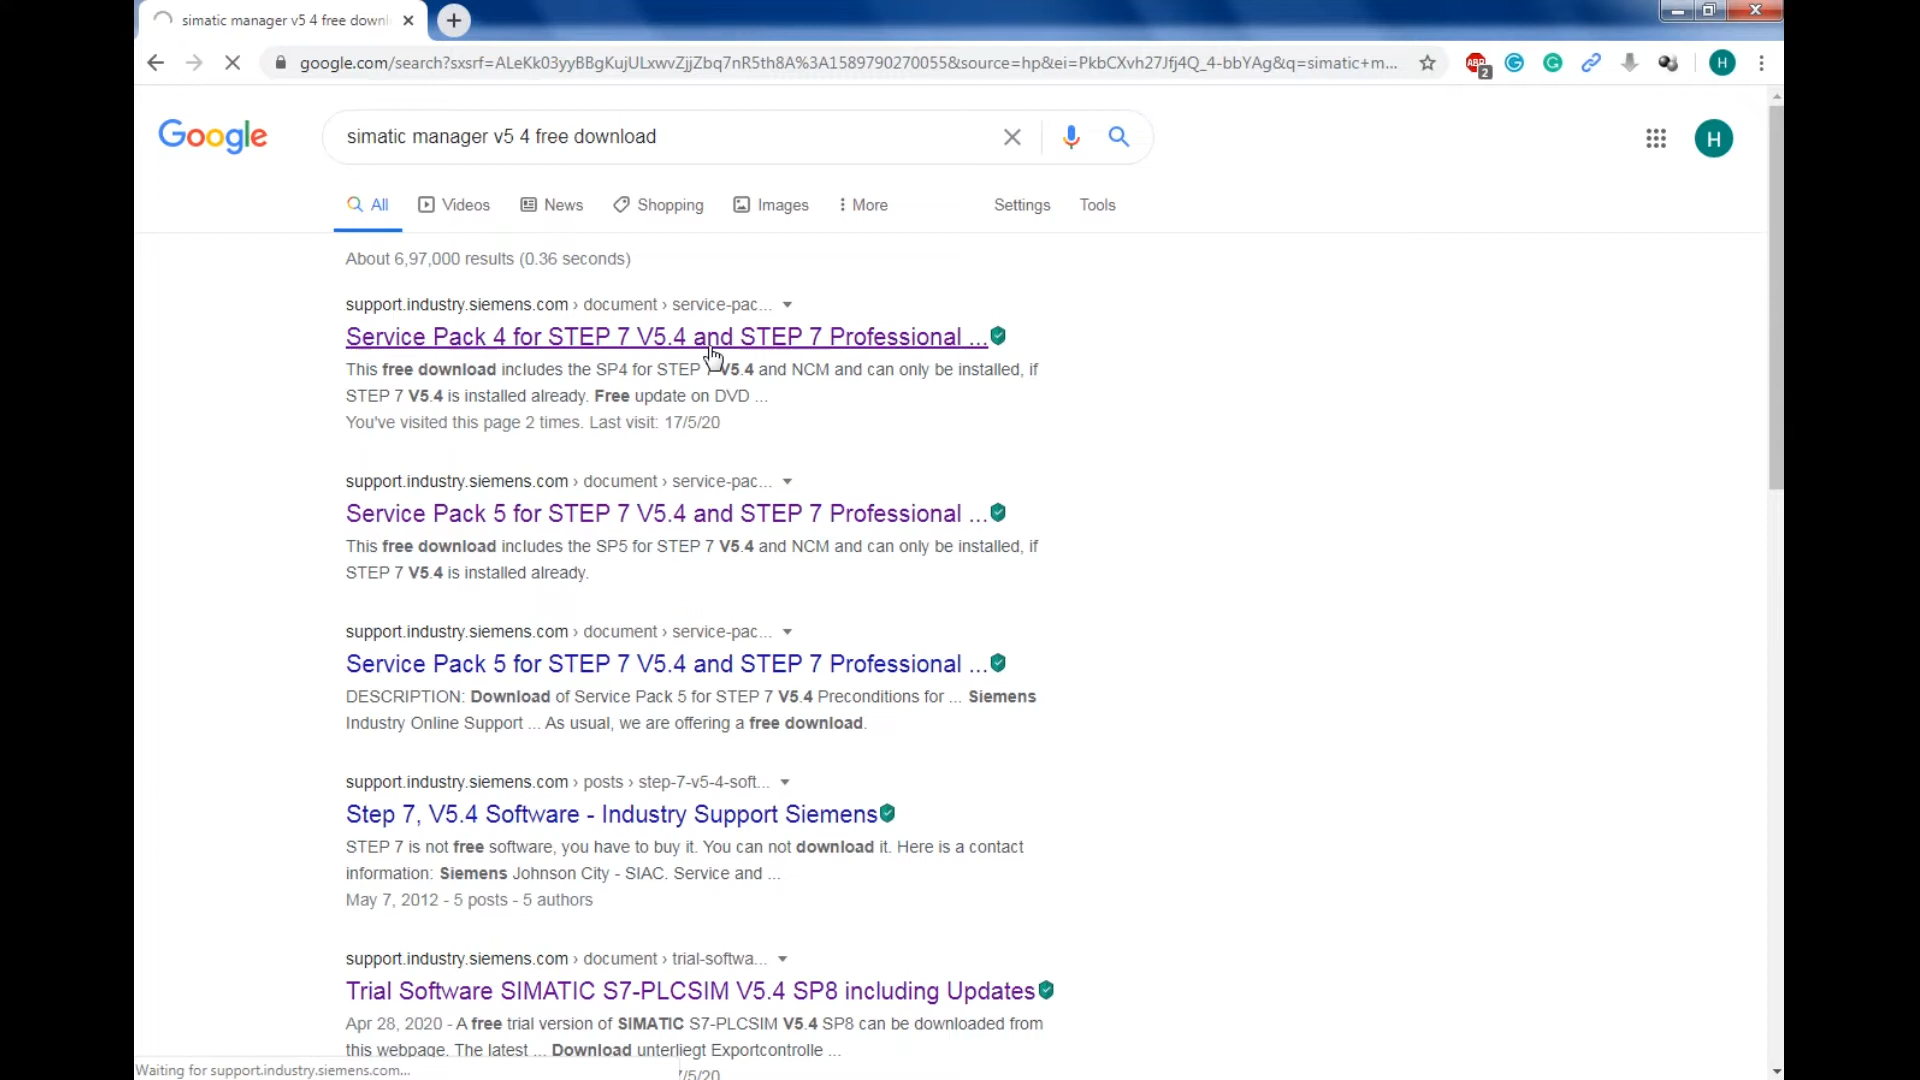 simatic manager v5 4 free downl
google.com/search?sxsrf=ALeKk03yyBBgKujULxwvZjjZbq7nR5th8A%3A1589790270055&source=hp&ei=PkbCXvh27Jfj4Q_4-bbYAg&q=simatic+m...
ABP
2
H
Google
simatic manager v5 4 free download
H
All
Videos
News
Shopping
Images
More
Settings
Tools
About 6,97,000 results (0.36 seconds)
support.industry.siemens.com › document › service-pac...
Service Pack 4 for STEP 7 V5.4 and STEP 7 Professional ...
This free download includes the SP4 for STEP 7 V5.4 and NCM and can only be installed, if
STEP 7 V5.4 is installed already. Free update on DVD ...
You've visited this page 2 times. Last visit: 17/5/20
support.industry.siemens.com › document › service-pac...
Service Pack 5 for STEP 7 V5.4 and STEP 7 Professional ...
This free download includes the SP5 for STEP 7 V5.4 and NCM and can only be installed, if
STEP 7 V5.4 is installed already.
support.industry.siemens.com › document › service-pac...
Service Pack 5 for STEP 7 V5.4 and STEP 7 Professional ...
DESCRIPTION: Download of Service Pack 5 for STEP 7 V5.4 Preconditions for ... Siemens
Industry Online Support ... As usual, we are offering a free download.
support.industry.siemens.com › posts › step-7-v5-4-soft...
Step 7, V5.4 Software - Industry Support Siemens
STEP 7 is not free software, you have to buy it. You can not download it. Here is a contact
information: Siemens Johnson City - SIAC. Service and ...
May 7, 2012 - 5 posts - 5 authors
support.industry.siemens.com › document › trial-softwa...
Trial Software SIMATIC S7-PLCSIM V5.4 SP8 including Updates
Apr 28, 2020 - A free trial version of SIMATIC S7-PLCSIM V5.4 SP8 can be downloaded from
this webpage. The latest ... Download unterliegt Exportcontrolle ...
/5/20
Waiting for support.industry.siemens.com...